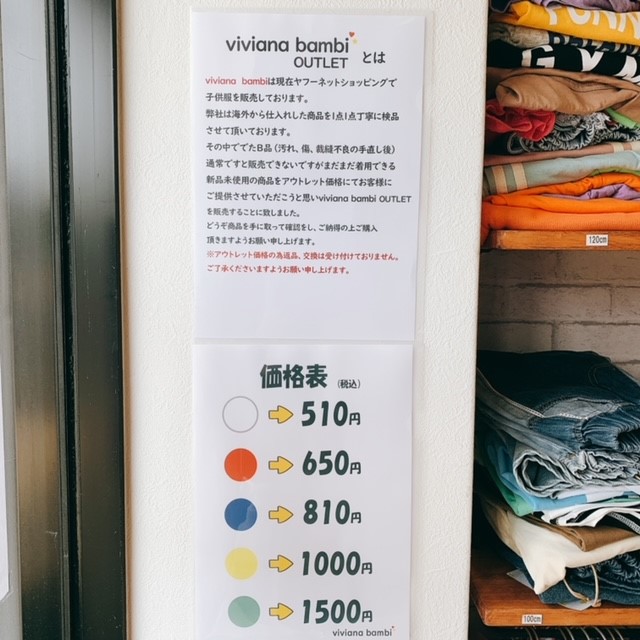 viviana bambi
OUTLET とは
viviana bambiは現在ヤフーネットショッピングで
子供服を販売しております。
弊社は海外から仕入れした商品を1点1点丁寧に検品
させて頂いております。
その中ででたB品(汚れ、傷、裁縫不良の手直し後)
通常ですと販売できないですがまだまだ着用できる
新品未使用の商品をアウトレット価格にてお客様に
ご提供させていただこうと思いviviana bambi OUTLET
を販売することに致しました。
どうぞ商品を手に取って確認をし、ご納得の上ご購入
頂きますようお願い申し上げます。
※アウトレット価格の為返品、交換は受け付けておりません。
ご了承くださいますようお願い申し上げます。
価格表 (税込)
510円
650円
810円
1000円
1500円
viviana bambi
120cm
100cm